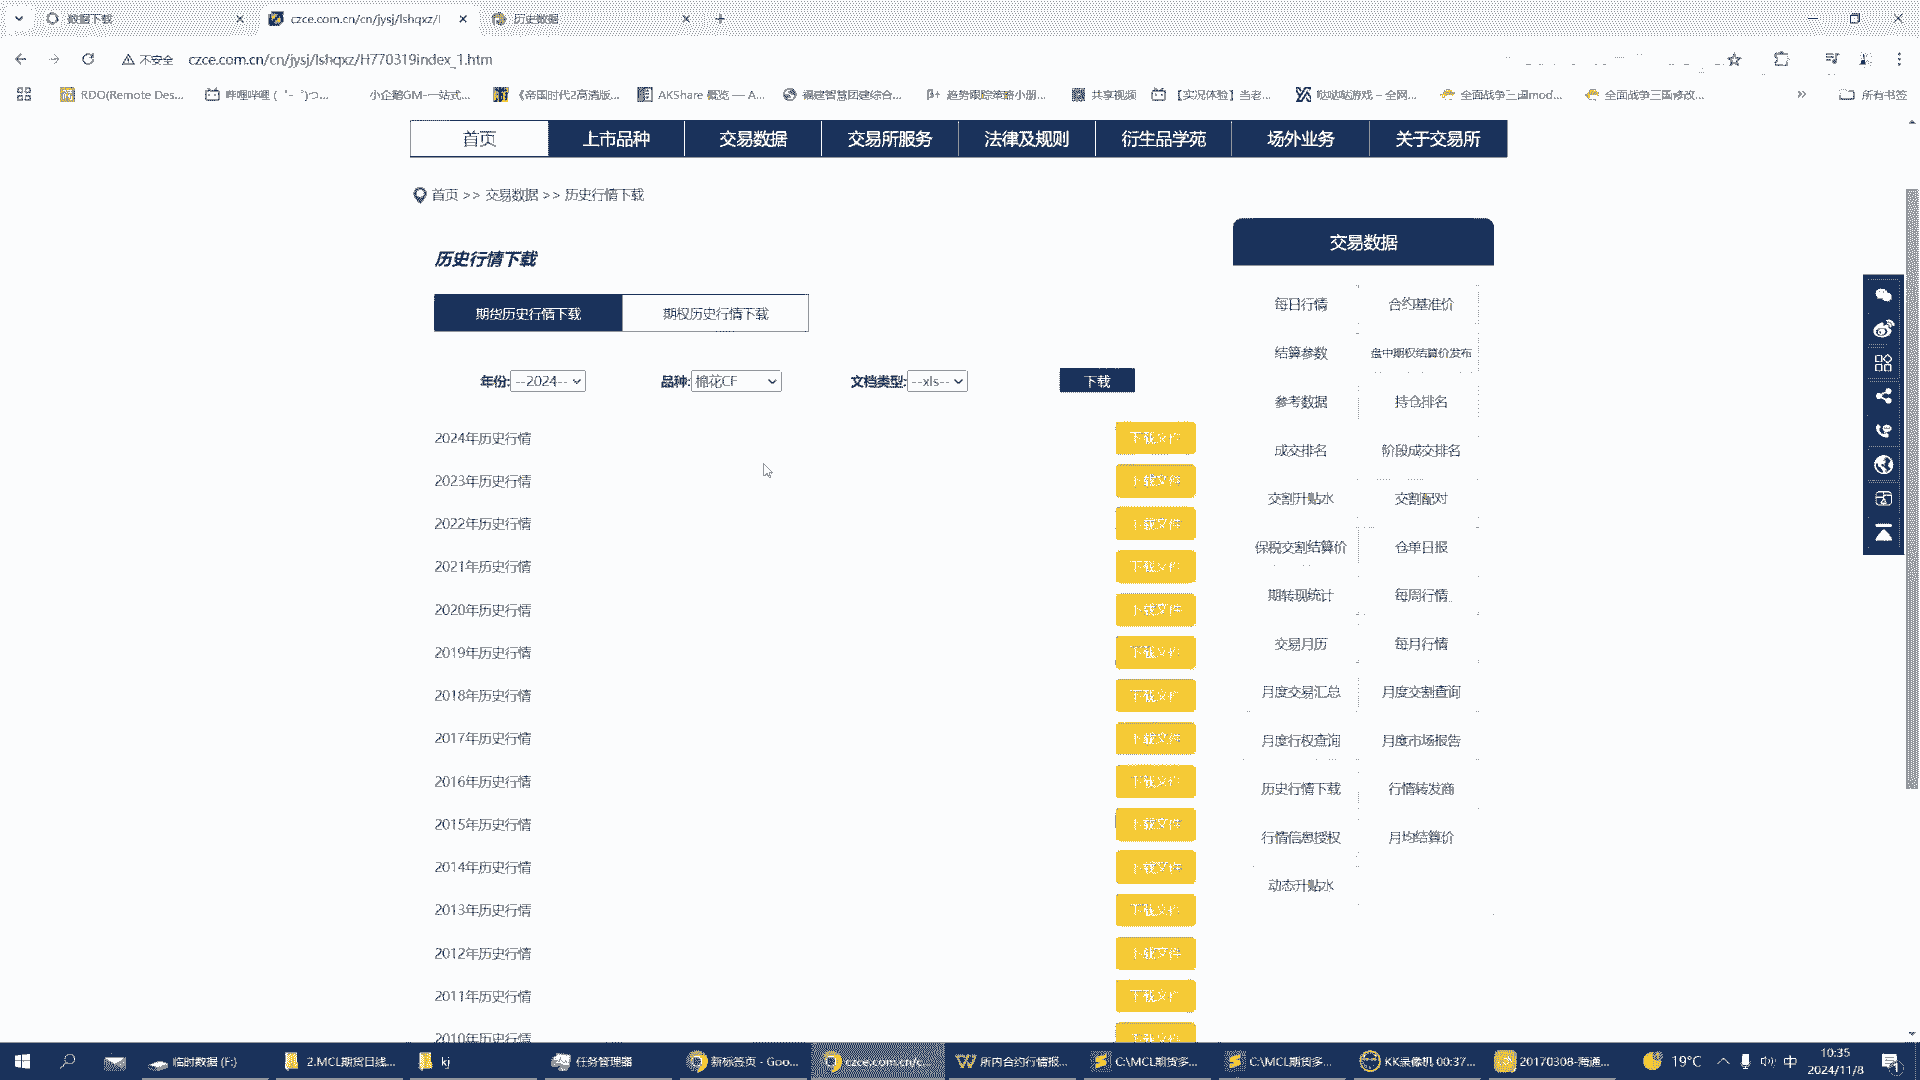 数据下载
czce.com.cn/cn/jysj/lshqxz/l
历史数据
不安全 czce.com.cn/cn/jysj/lshqxz/H770319index_1.htm
RDO(Remote Des...
小企鹅GM-一站式...
《帝国时代2高清版...
AKShare 概览 — A...
福建智慧团建综合...
趋势跟踪策略小册...
共享视频
【实况体验】当老...
哒哒哒游戏 – 全网...
全面战争三国mod...
全面战争三国修改...
所有书签
首页 上市品种 交易数据 交易所服务 法律及规则 衍生品学苑 场外业务 关于交易所
首页 >> 交易数据 >> 历史行情下载
历史行情下载
期货历史行情下载 期权历史行情下载
年份: --2024-- 品种: 棉花CF 文档类型: --xls-- 下载
2024年历史行情 下载文件
2023年历史行情 下载文件
2022年历史行情 下载文件
2021年历史行情 下载文件
2020年历史行情 下载文件
2019年历史行情 下载文件
2018年历史行情 下载文件
2017年历史行情 下载文件
2016年历史行情 下载文件
2015年历史行情 下载文件
2014年历史行情 下载文件
2013年历史行情 下载文件
2012年历史行情 下载文件
2011年历史行情 下载文件
2010年历史行情 下载文件
交易数据
每日行情 合约基准价
结算参数 盘中期权结算价发布
参考数据 持仓排名
成交排名 阶段成交排名
交割升贴水 交割配对
保税交割结算价 仓单日报
期转现统计 每周行情
交易月历 每月行情
月度交易汇总 月度交割查询
月度行权查询 月度市场报告
历史行情下载 行情转发商
行情信息授权 月均结算价
动态升贴水
临时数据 (F:)
2.MCL期货日线...
kj
任务管理器
新标签页 - Goo...
czce.com.cn/c...
所内合约行情报...
C:\MCL期货多...
C:\MCL期货多...
KK录像机 00:37...
20170308-海通...
19°C
中
10:35
2024/11/8